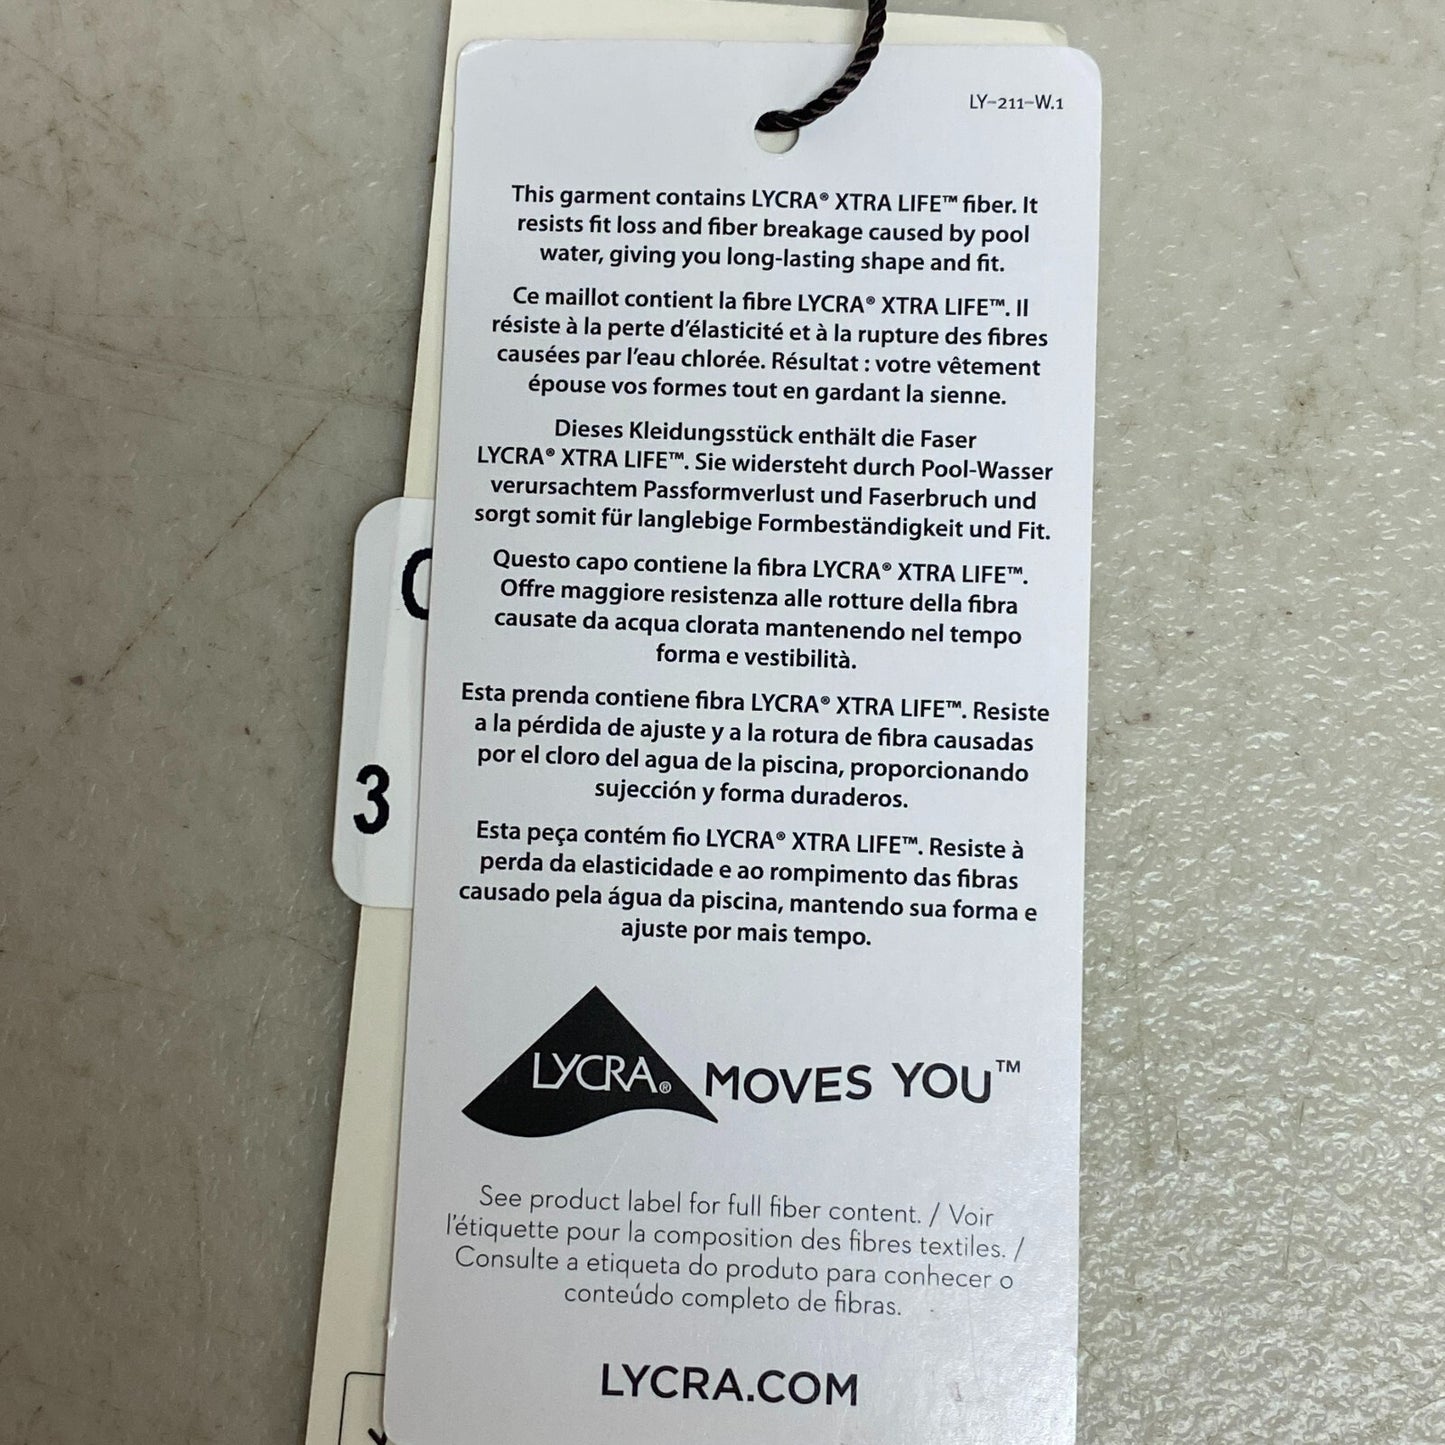 LY-211-W.1
This garment contains LYCRA® XTRA LIFE™ fiber. It
resists fit loss and fiber breakage caused by pool
water, giving you long-lasting shape and fit.
Ce maillot contient la fibre LYCRA® XTRA LIFE™. Il
résiste à la perte d'élasticité et à la rupture des fibres
causées par l'eau chlorée. Résultat : votre vêtement
épouse vos formes tout en gardant la sienne.
Dieses Kleidungsstück enthält die Faser
LYCRA® XTRA LIFE™. Sie widersteht durch Pool-Wasser
verursachtem Passformverlust und Faserbruch und
sorgt somit für langlebige Formbeständigkeit und Fit.
Questo capo contiene la fibra LYCRA® XTRA LIFE™.
Offre maggiore resistenza alle rotture della fibra
causate da acqua clorata mantenendo nel tempo
forma e vestibilità.
Esta prenda contiene fibra LYCRA® XTRA LIFE™. Resiste
a la pérdida de ajuste y a la rotura de fibra causadas
por el cloro del agua de la piscina, proporcionando
sujección y forma duraderos.
Esta peça contém fio LYCRA® XTRA LIFE™. Resiste à
perda da elasticidade e ao rompimento das fibras
causado pela água da piscina, mantendo sua forma e
ajuste por mais tempo.
LYCRA® MOVES YOU™
See product label for full fiber content. / Voir
l'étiquette pour la composition des fibres textiles. /
Consulte a etiqueta do produto para conhecer o
conteúdo completo de fibras.
LYCRA.COM
3